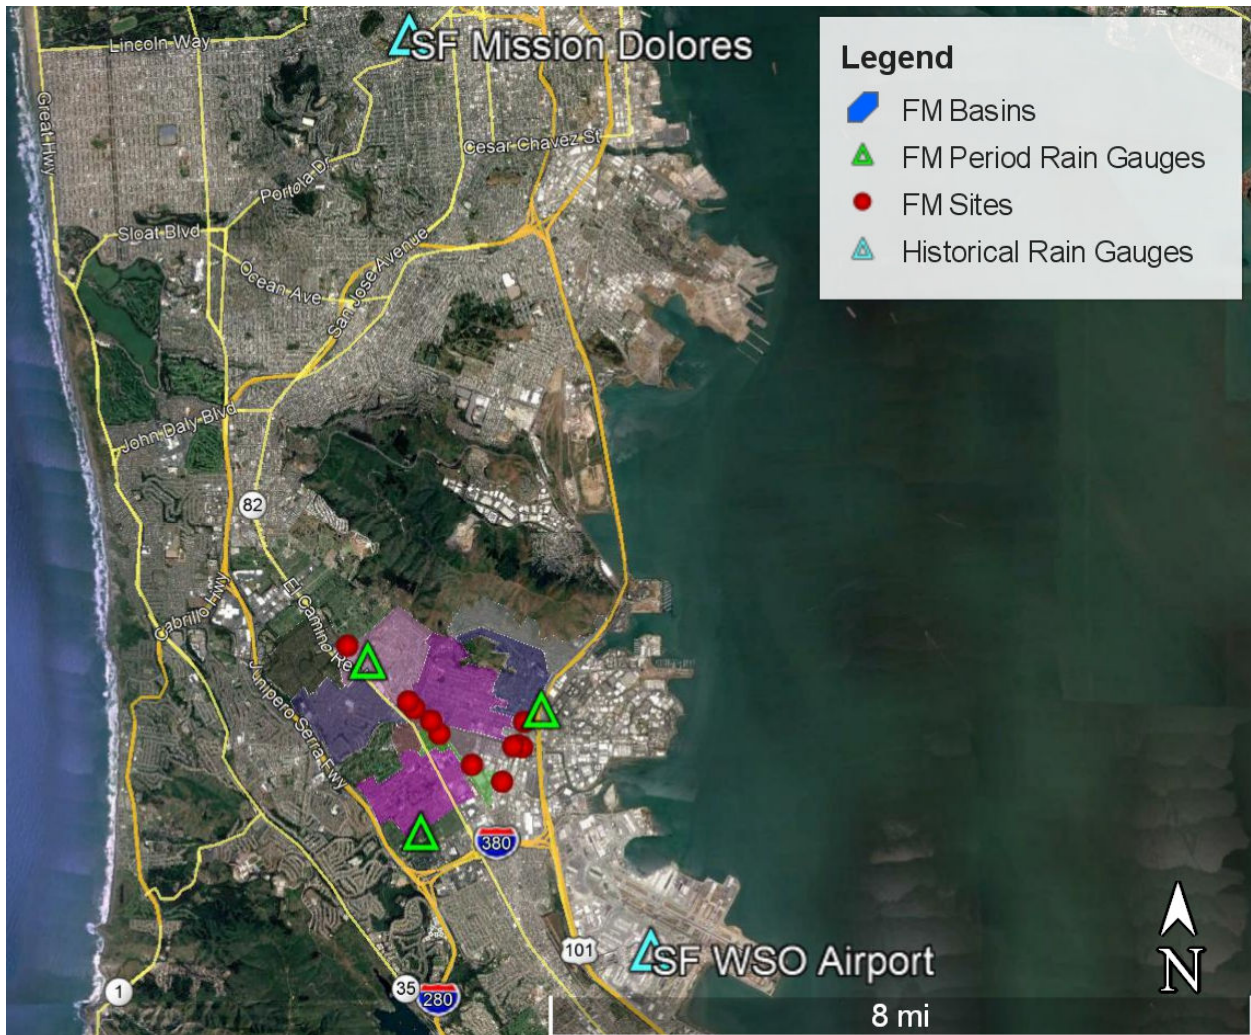 SF Mission Dolores
Lincoln Way
Great Hwy
Cesar Chavez St
Portola Dr
Sloat Blvd
Ocean Ave
San Jose Avenue
John Daly Blvd
82
Cabrillo Hwy
El Camino Re
Junipero Serra Fwy
380
101
SF WSO Airport
1
35
280
8 mi
N
Legend
FM Basins
FM Period Rain Gauges
FM Sites
Historical Rain Gauges